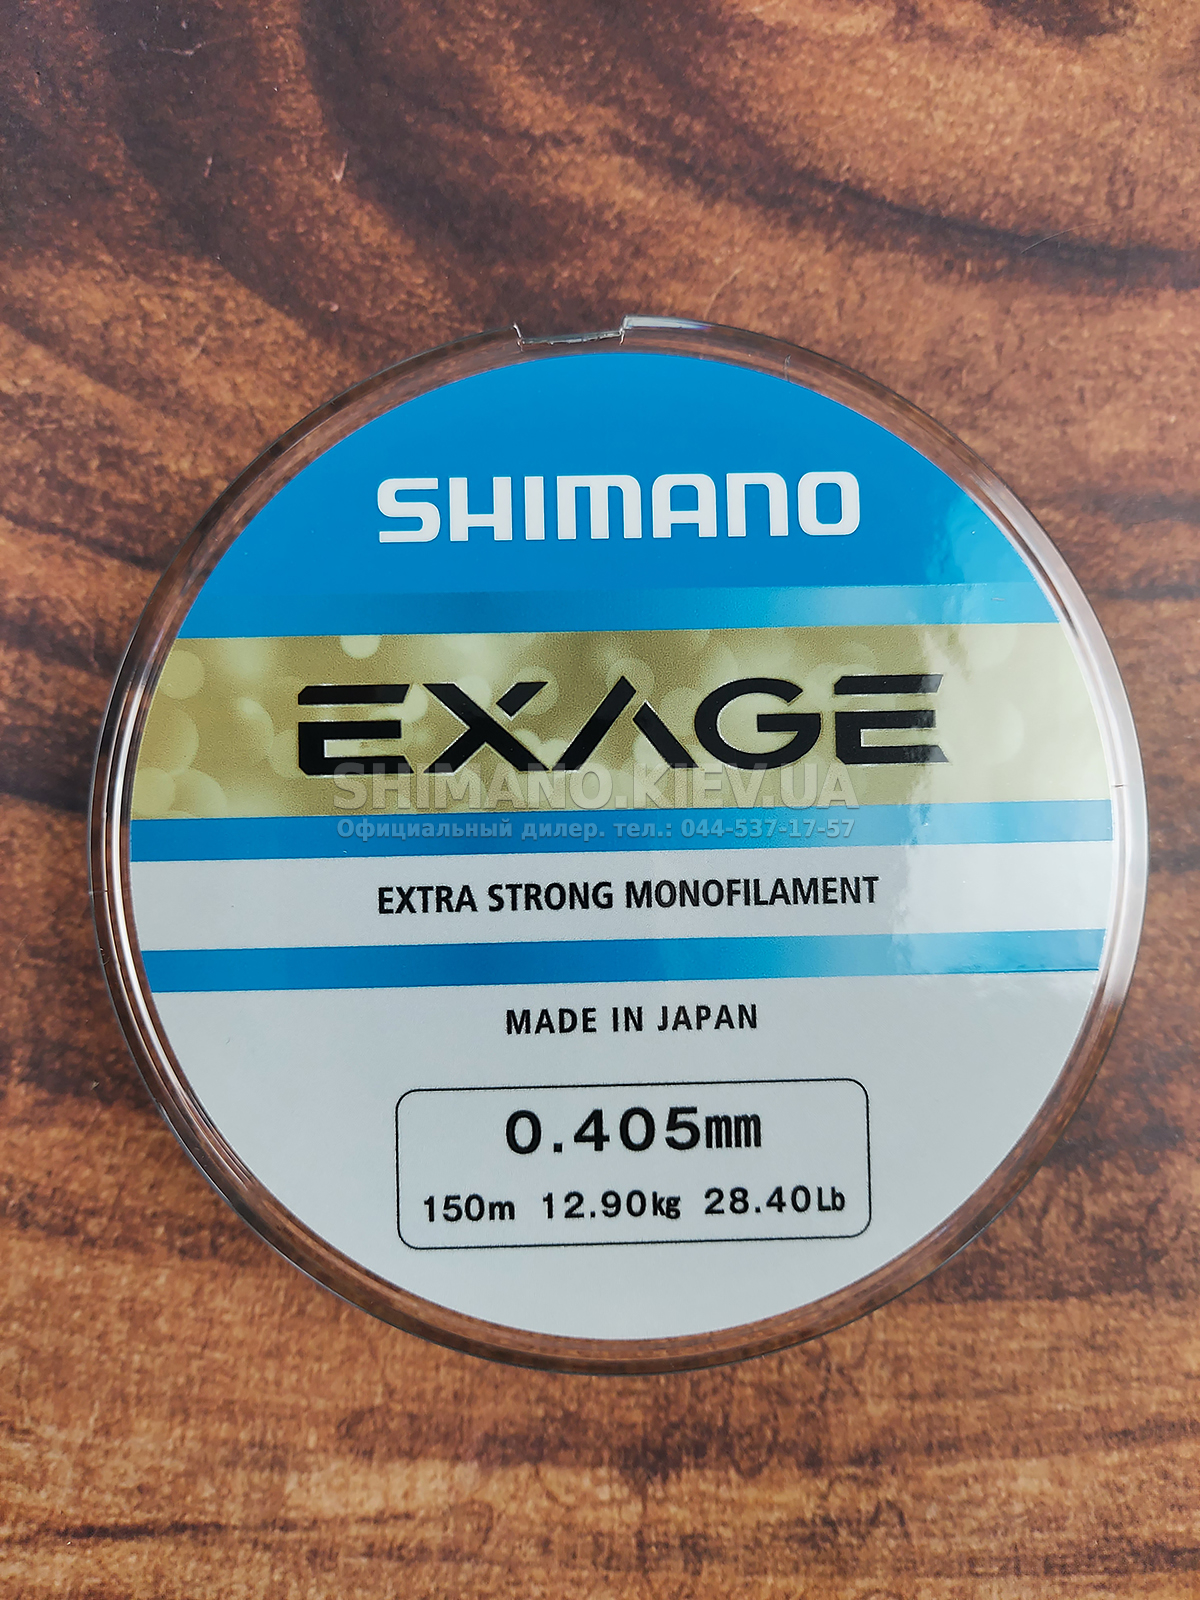 SHIMANO
EXAGE
SHIMANO.KIEV.UA
Официальный дилер. тел.: 044-537-17-57
EXTRA STRONG MONOFILAMENT
MADE IN JAPAN
0.405mm
150m 12.90kg 28.40Lb